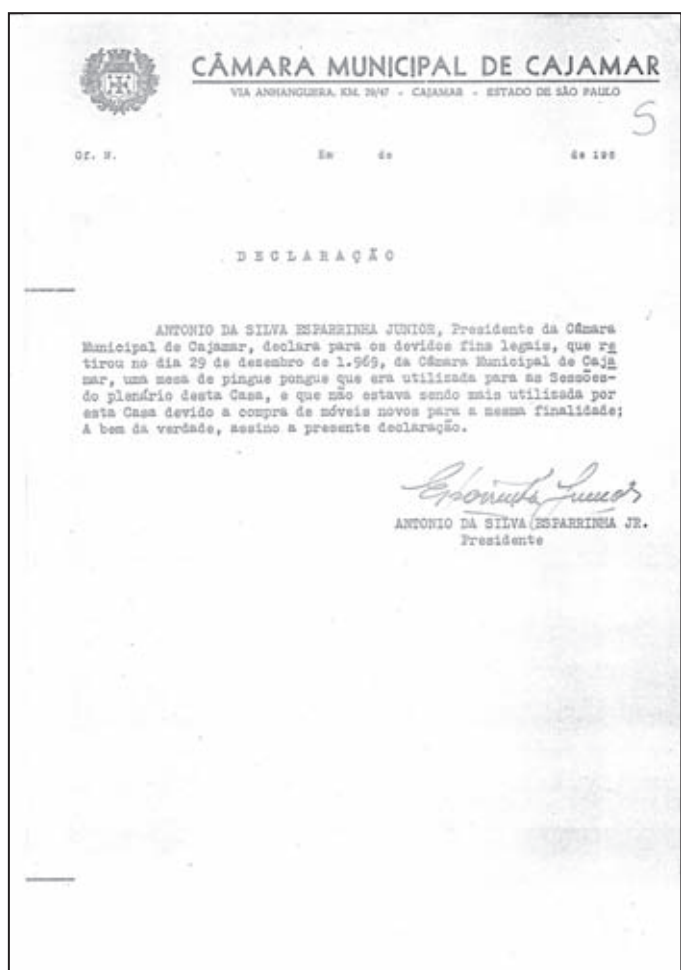 CÂMARA MUNICIPAL DE CAJAMAR
VIA ANHANGUERA, KM. 39/47 - CAJAMAR - ESTADO DE SÃO PAULO
5
Of. N. Em de de 196
DECLARAÇÃO
ANTONIO DA SILVA ESPARRINHA JUNIOR, Presidente da Câmara
Municipal de Cajamar, declara para os devidos fins legais, que re
tirou no dia 29 de dezembro de 1.969, da Câmara Municipal de Caja
mar, uma mesa de pingue pongue que era utilizada para as Sessões-
do plenário desta Casa, e que não estava sendo mais utilizada por
esta Casa devido a compra de móveis novos para a mesma finalidade;
A bem da verdade, assino a presente declaração.
Esparrinha Junior
ANTONIO DA SILVA ESPARRINHA JR.
Presidente